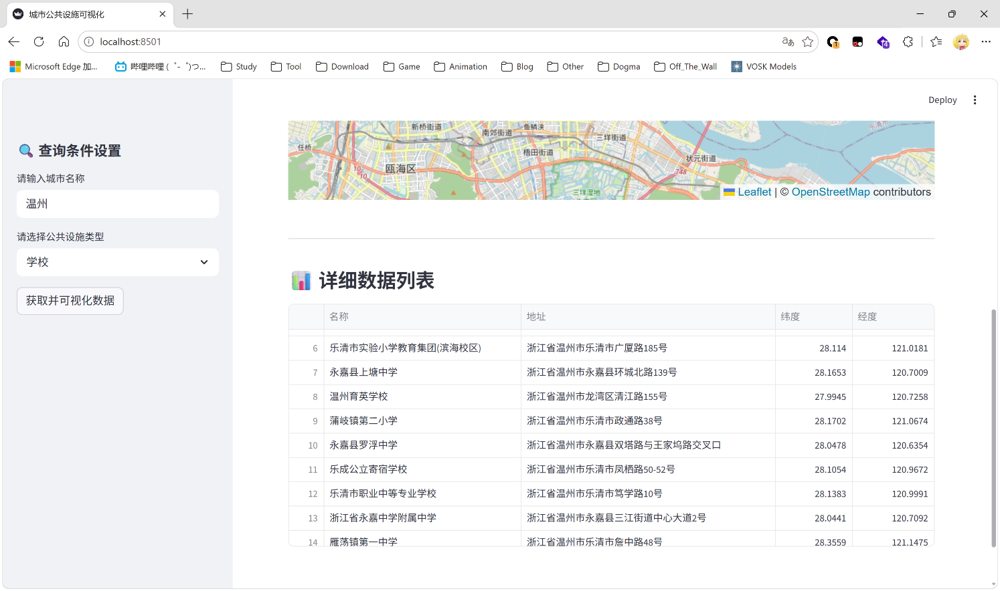 城市公共设施可视化
localhost:8501
Microsoft Edge 加...
哔哩哔哩 (゜-゜)つ...
Study
Tool
Download
Game
Animation
Blog
Other
Dogma
Off_The_Wall
VOSK Models
Deploy
查询条件设置
请输入城市名称
温州
请选择公共设施类型
学校
获取并可视化数据
新桥街道
南郊街道
鱼鳞浃
乐清市
任桥
三垟街道
梧田街道
状元街道
瓯海区
10
10
748
三垟湿地
Leaflet | © OpenStreetMap contributors
详细数据列表
名称 地址 纬度 经度
6 乐清市实验小学教育集团(滨海校区) 浙江省温州市乐清市广厦路185号 28.114 121.0181
7 永嘉县上塘中学 浙江省温州市永嘉县环城北路139号 28.1653 120.7009
8 温州育英学校 浙江省温州市龙湾区清江路155号 27.9945 120.7258
9 蒲岐镇第二小学 浙江省温州市乐清市政通路38号 28.1702 121.0674
10 永嘉县罗浮中学 浙江省温州市永嘉县双塔路与王家坞路交叉口 28.0478 120.6354
11 乐成公立寄宿学校 浙江省温州市乐清市凤栖路50-52号 28.1054 120.9672
12 乐清市职业中等专业学校 浙江省温州市乐清市笃学路10号 28.1383 120.9991
13 浙江省永嘉中学附属中学 浙江省温州市永嘉县三江街道中心大道2号 28.0441 120.7092
14 雁荡镇第一中学 浙江省温州市乐清市詹中路48号 28.3559 121.1475